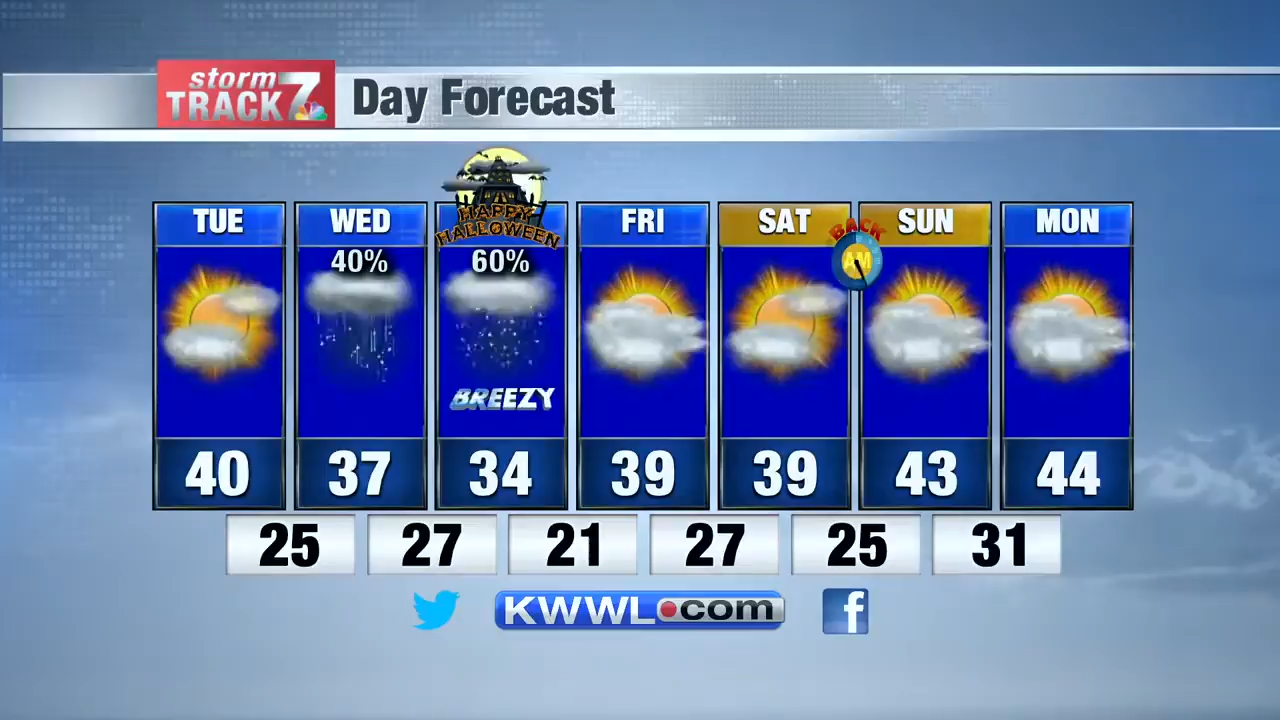 storm
TRACK 7
Day Forecast
TUE
WED
HAPPY
HALLOWEEN
FRI
SAT
BACK
AM
SUN
MON
40%
60%
BREEZY
40
37
34
39
39
43
44
25
27
21
27
25
31
KWWL.com
f